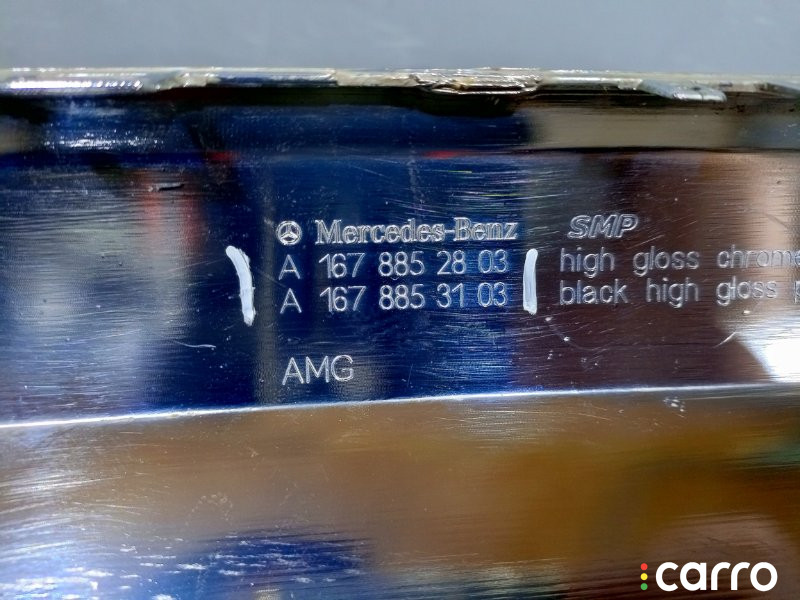 Mercedes-Benz
A 167 885 28 03
A 167 885 31 03
AMG
SMP
high gloss chrome
black high gloss
carro